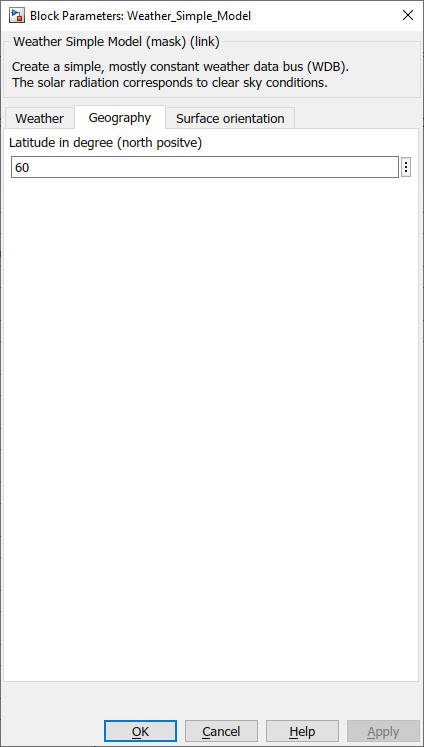 Block Parameters: Weather_Simple_Model
Weather Simple Model (mask) (link)
Create a simple, mostly constant weather data bus (WDB).
The solar radiation corresponds to clear sky conditions.
Weather Geography Surface orientation
Latitude in degree (north positve)
60
OK Cancel Help Apply